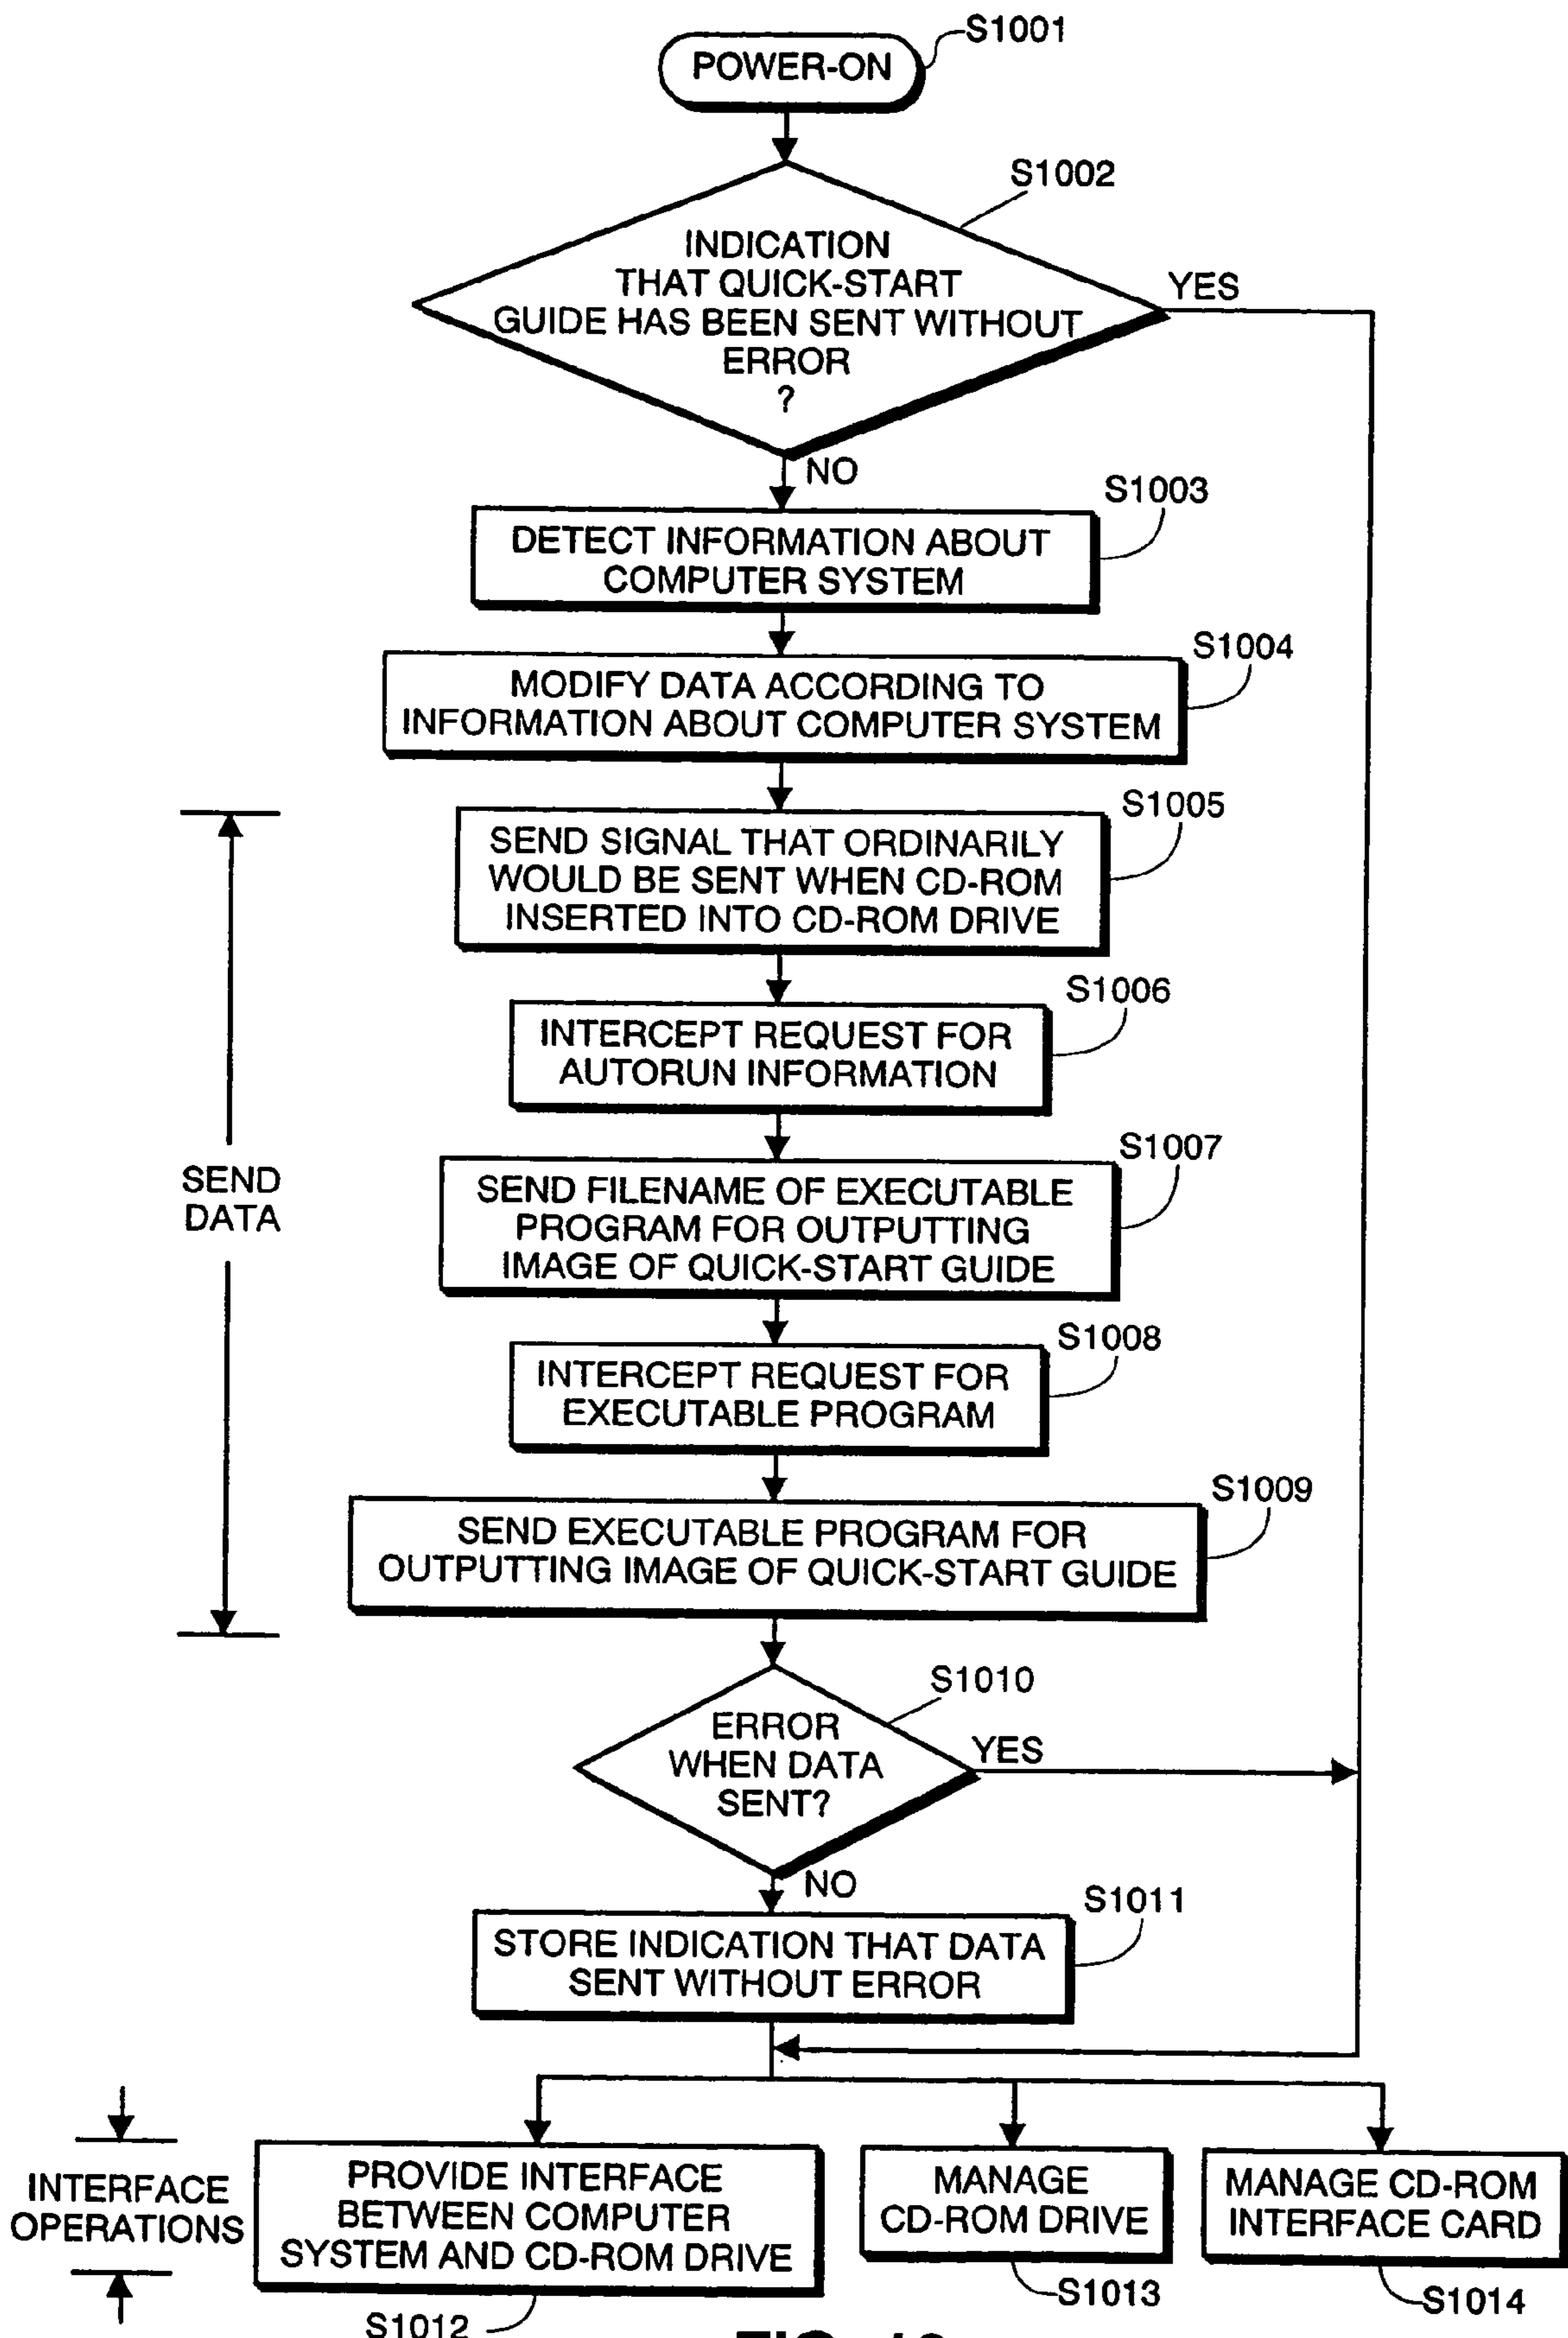 POWER-ON
S1001
S1002
INDICATION
THAT QUICK-START
GUIDE HAS BEEN SENT WITHOUT
ERROR
?
YES
NO
S1003
DETECT INFORMATION ABOUT
COMPUTER SYSTEM
S1004
MODIFY DATA ACCORDING TO
INFORMATION ABOUT COMPUTER SYSTEM
S1005
SEND SIGNAL THAT ORDINARILY
WOULD BE SENT WHEN CD-ROM
INSERTED INTO CD-ROM DRIVE
S1006
INTERCEPT REQUEST FOR
AUTORUN INFORMATION
SEND
DATA
S1007
SEND FILENAME OF EXECUTABLE
PROGRAM FOR OUTPUTTING
IMAGE OF QUICK-START GUIDE
S1008
INTERCEPT REQUEST FOR
EXECUTABLE PROGRAM
S1009
SEND EXECUTABLE PROGRAM FOR
OUTPUTTING IMAGE OF QUICK-START GUIDE
S1010
ERROR
WHEN DATA
SENT?
YES
NO
S1011
STORE INDICATION THAT DATA
SENT WITHOUT ERROR
INTERFACE
OPERATIONS
PROVIDE INTERFACE
BETWEEN COMPUTER
SYSTEM AND CD-ROM DRIVE
S1012
MANAGE
CD-ROM DRIVE
S1013
MANAGE CD-ROM
INTERFACE CARD
S1014